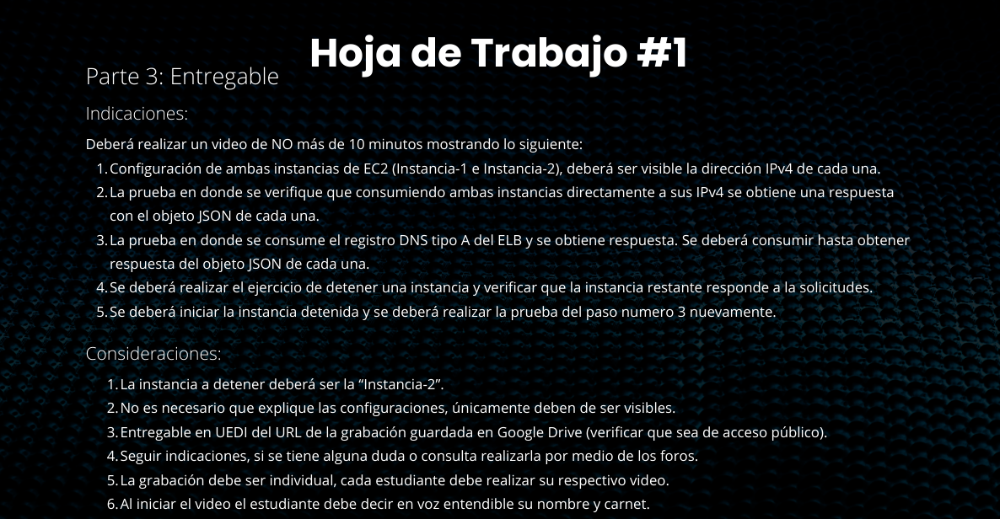 Hoja de Trabajo #1
Parte 3: Entregable
Indicaciones:
Deberá realizar un video de NO más de 10 minutos mostrando lo siguiente:
1. Configuración de ambas instancias de EC2 (Instancia-1 e Instancia-2), deberá ser visible la dirección IPv4 de cada una.
2. La prueba en donde se verifique que consumiendo ambas instancias directamente a sus IPv4 se obtiene una respuesta
con el objeto JSON de cada una.
3. La prueba en donde se consume el registro DNS tipo A del ELB y se obtiene respuesta. Se deberá consumir hasta obtener
respuesta del objeto JSON de cada una.
4. Se deberá realizar el ejercicio de detener una instancia y verificar que la instancia restante responde a la solicitudes.
5. Se deberá iniciar la instancia detenida y se deberá realizar la prueba del paso numero 3 nuevamente.
Consideraciones:
1. La instancia a detener deberá ser la “Instancia-2”.
2. No es necesario que explique las configuraciones, únicamente deben de ser visibles.
3. Entregable en UEDI del URL de la grabación guardada en Google Drive (verificar que sea de acceso público).
4. Seguir indicaciones, si se tiene alguna duda o consulta realizarla por medio de los foros.
5. La grabación debe ser individual, cada estudiante debe realizar su respectivo video.
6. Al iniciar el video el estudiante debe decir en voz entendible su nombre y carnet.